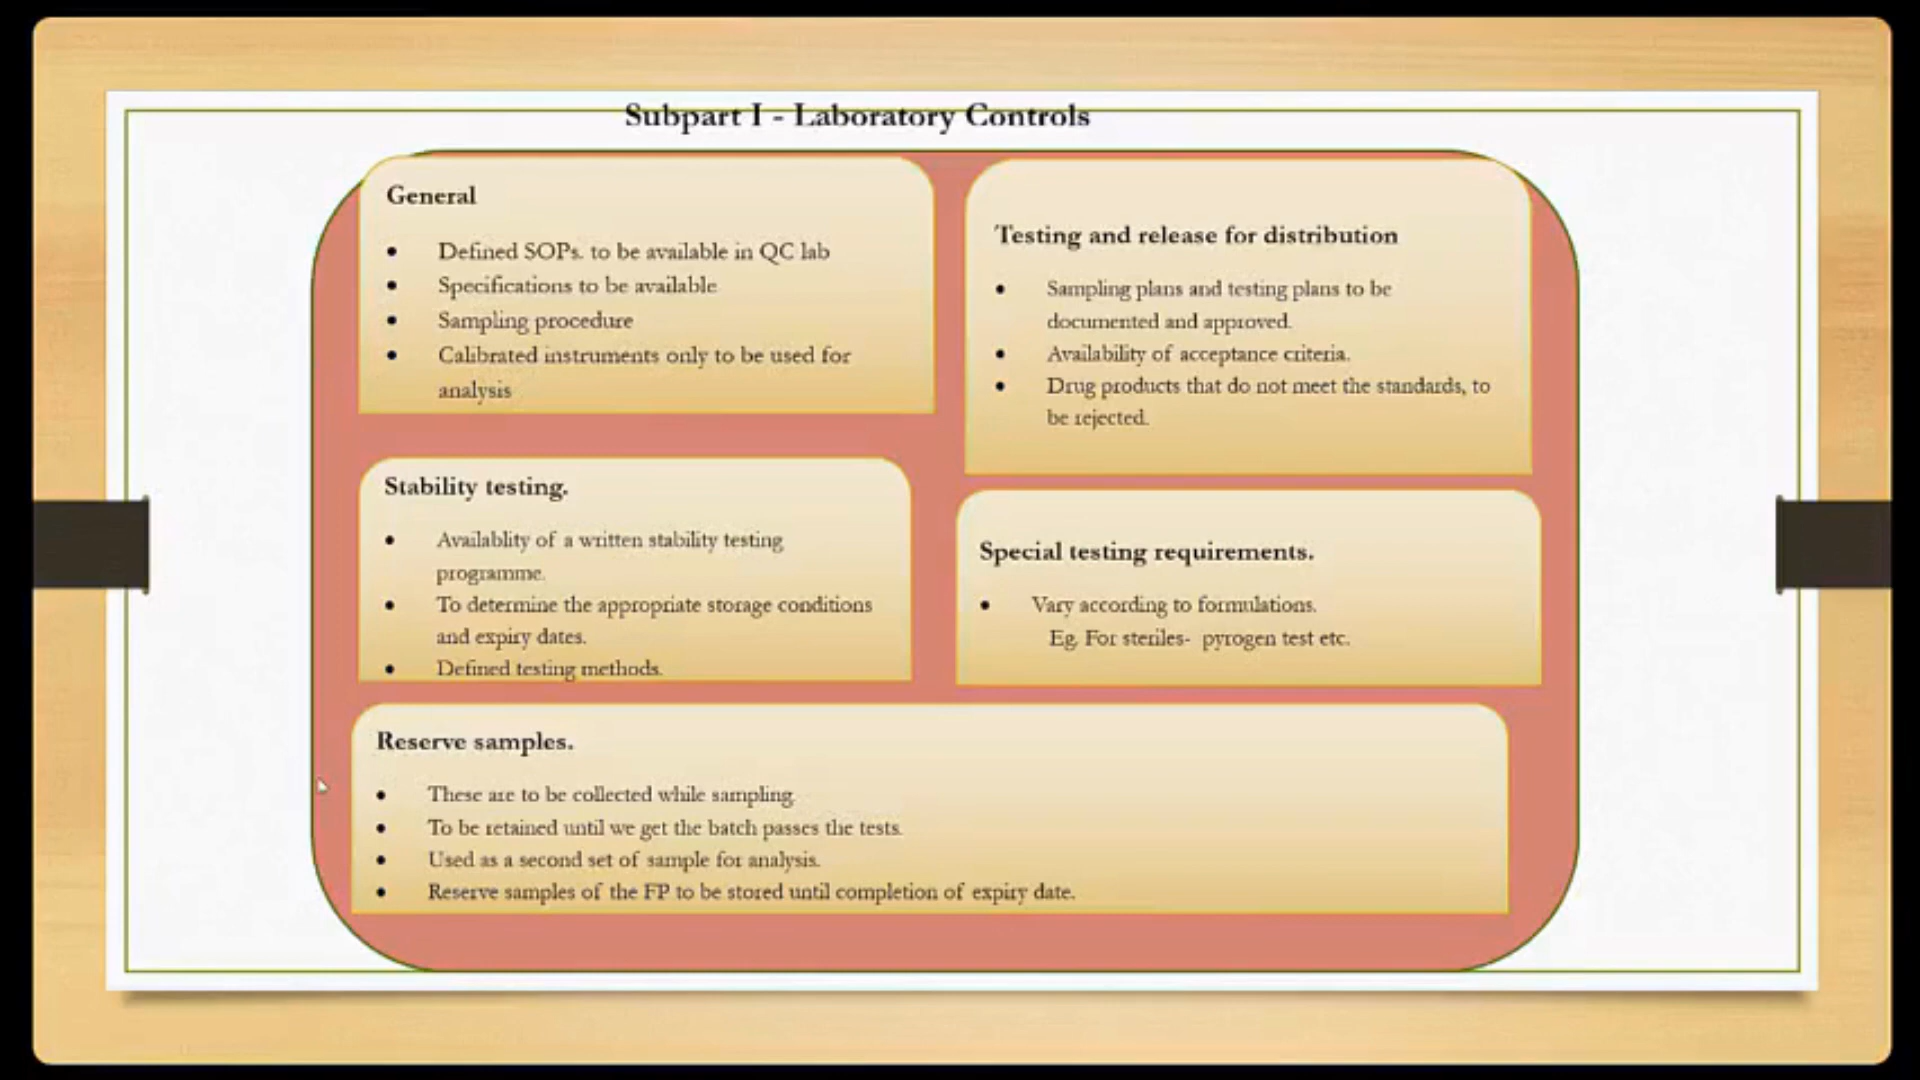 Subpart I - Laboratory Controls
General
• Defined SOPs. to be available in QC lab
• Specifications to be available
• Sampling procedure
• Calibrated instruments only to be used for
analysis
Testing and release for distribution
• Sampling plans and testing plans to be
documented and approved.
• Availability of acceptance criteria.
• Drug products that do not meet the standards, to
be rejected.
Stability testing.
• Availablity of a written stability testing
programme.
• To determine the appropriate storage conditions
and expiry dates.
• Defined testing methods.
Special testing requirements.
• Vary according to formulations.
Eg. For steriles- pyrogen test etc.
Reserve samples.
• These are to be collected while sampling.
• To be retained until we get the batch passes the tests.
• Used as a second set of sample for analysis.
• Reserve samples of the FP to be stored until completion of expiry date.